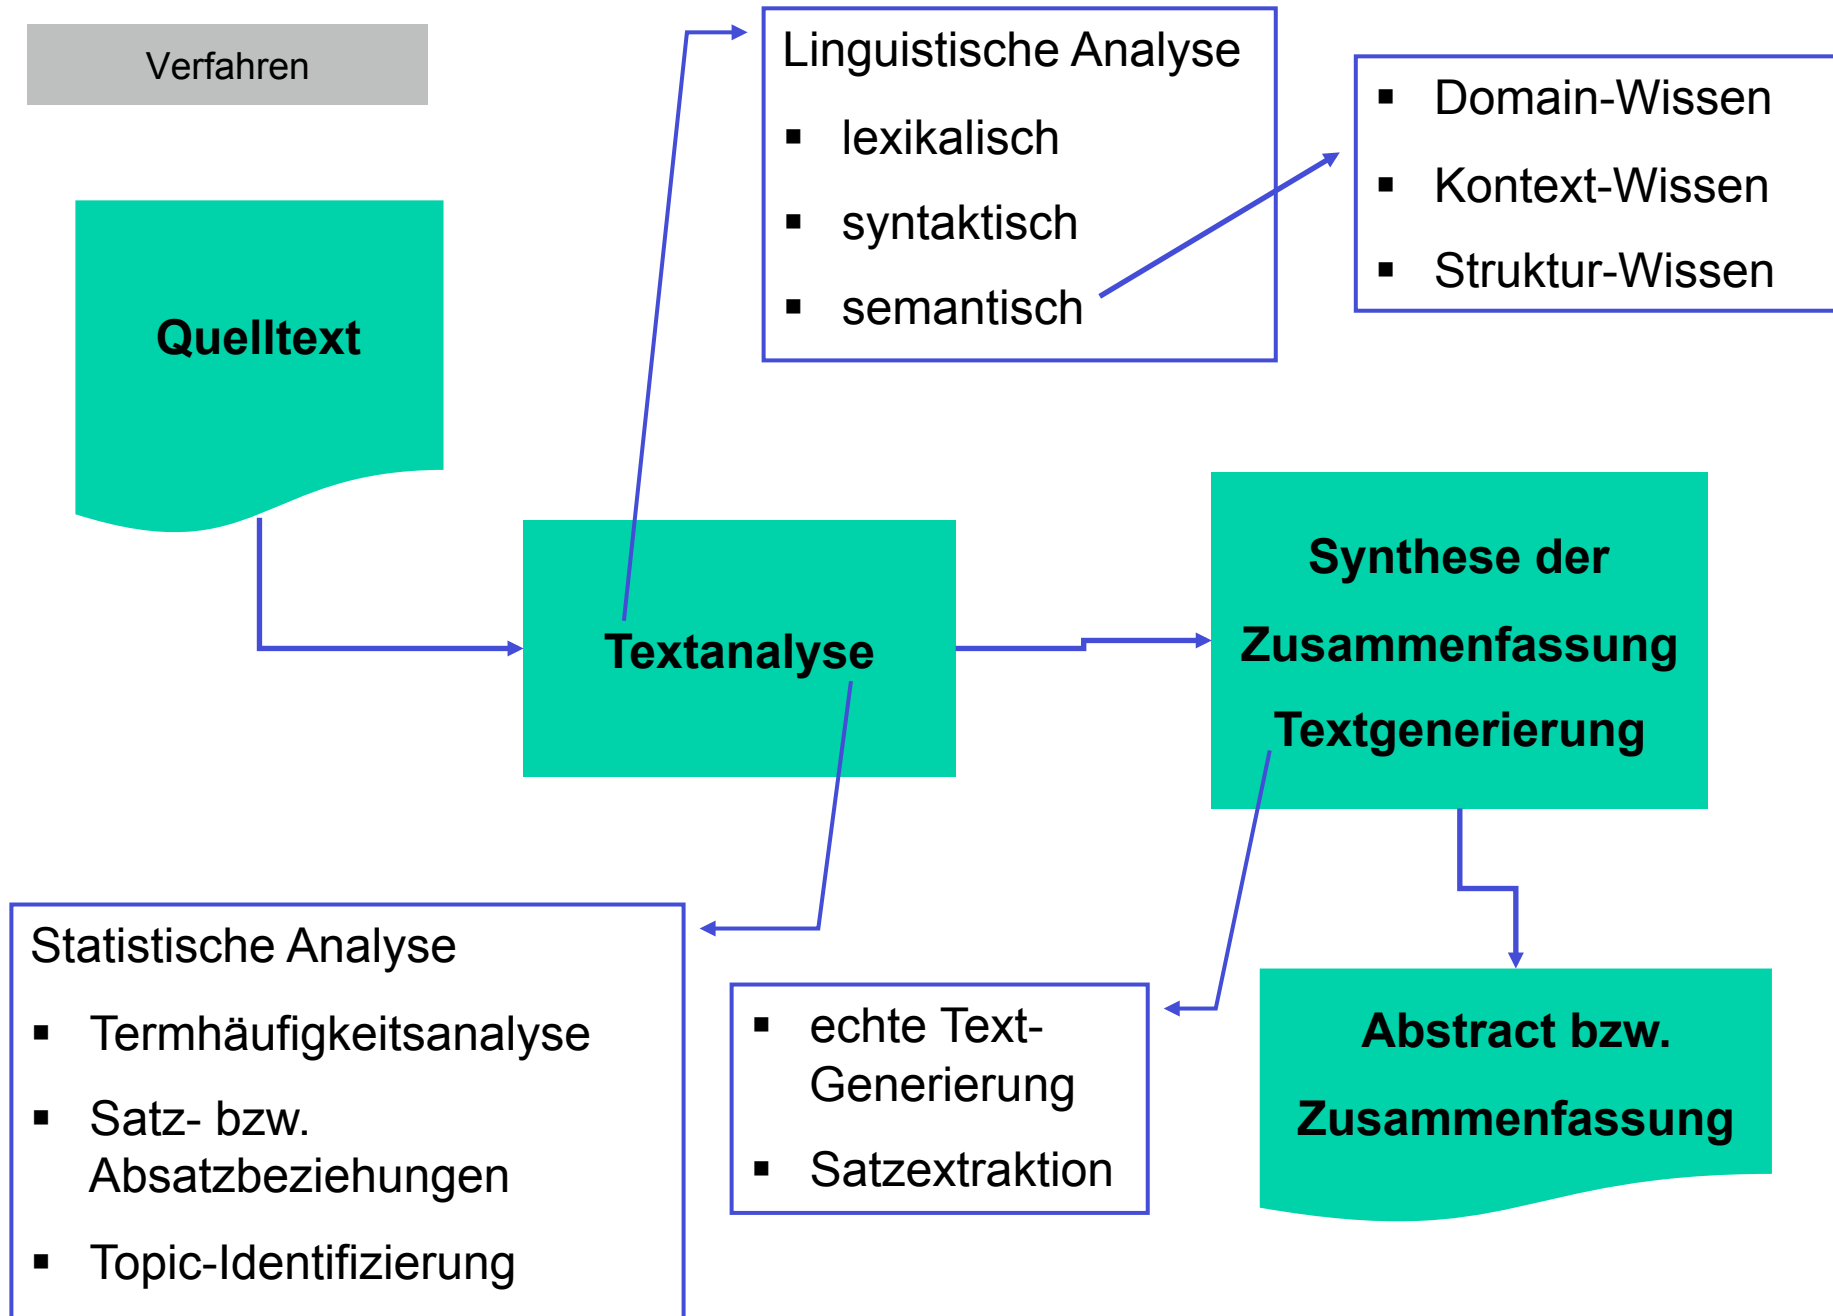 Verfahren
Linguistische Analyse
▪ lexikalisch
▪ syntaktisch
▪ semantisch
▪ Domain-Wissen
▪ Kontext-Wissen
▪ Struktur-Wissen
Quelltext
Textanalyse
Synthese der
Zusammenfassung
Textgenerierung
Statistische Analyse
▪ Termhäufigkeitsanalyse
▪ Satz- bzw.
Absatzbeziehungen
▪ Topic-Identifizierung
▪ echte Text-
Generierung
▪ Satzextraktion
Abstract bzw.
Zusammenfassung